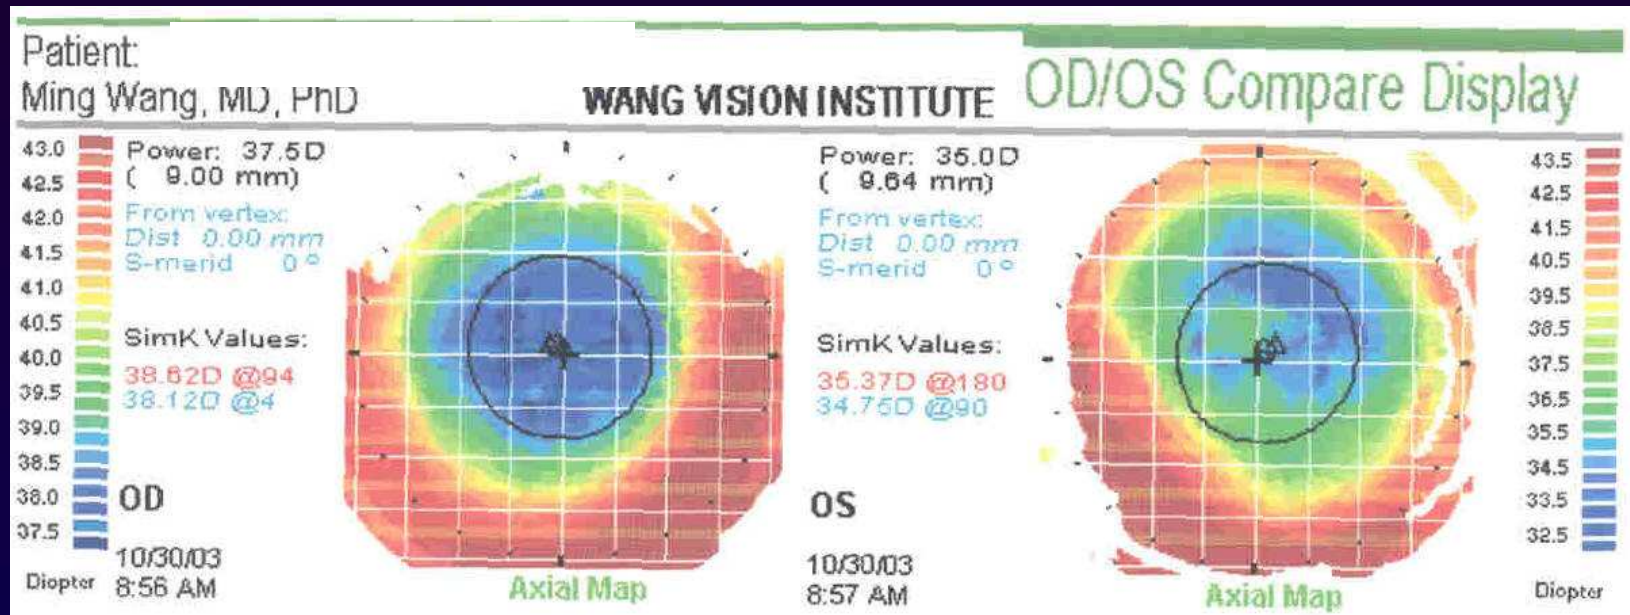 Patient:
Ming Wang, MD, PhD
WANG VISION INSTITUTE
OD/OS Compare Display
43.0
42.5
42.0
41.5
41.0
40.5
40.0
39.5
39.0
38.5
38.0
37.5
Diopter
Power: 37.5D
( 9.00 mm)
From vertex:
Dist 0.00 mm
S-merid 0°
SimK Values:
38.62D @94
38.12D @4
OD
10/30/03
8:56 AM
Axial Map
Power: 35.0D
( 9.64 mm)
From vertex:
Dist 0.00 mm
S-merid 0°
SimK Values:
35.37D @180
34.75D @90
OS
10/30/03
8:57 AM
Axial Map
43.5
42.5
41.5
40.5
39.5
38.5
37.5
36.5
35.5
34.5
33.5
32.5
Diopter